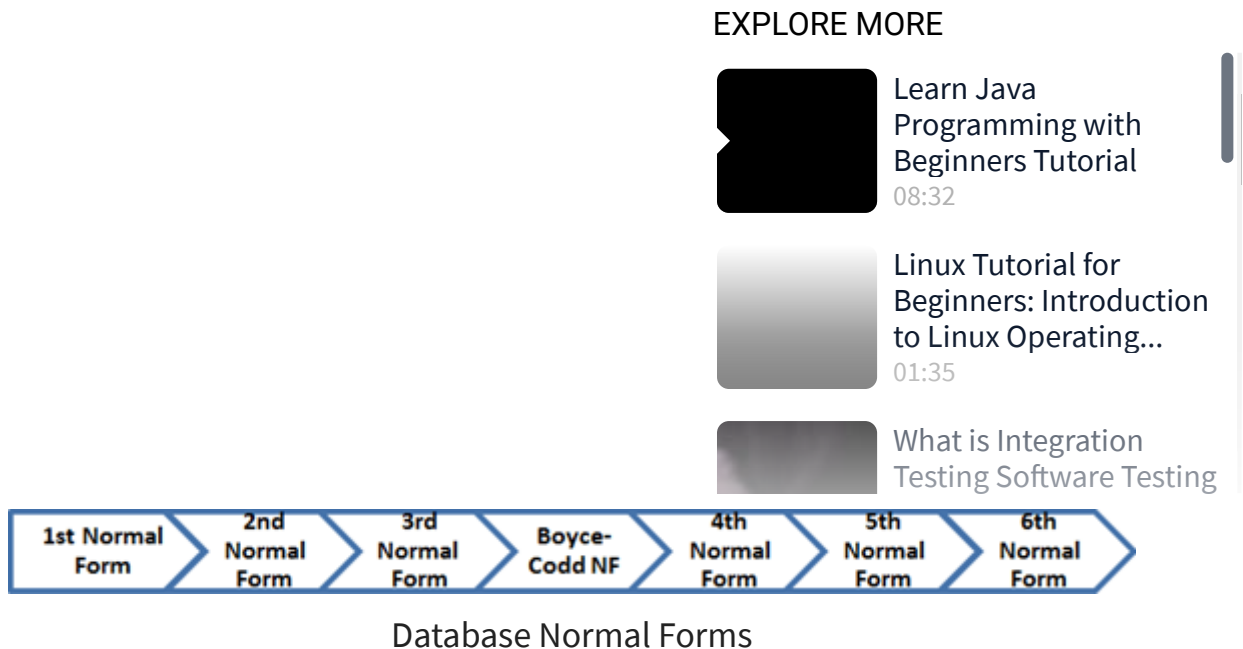 EXPLORE MORE
Learn Java
Programming with
Beginners Tutorial
08:32
Linux Tutorial for
Beginners: Introduction
to Linux Operating...
01:35
What is Integration
Testing Software Testing
1st Normal
Form
2nd
Normal
Form
3rd
Normal
Form
Boyce-
Codd NF
4th
Normal
Form
5th
Normal
Form
6th
Normal
Form
Database Normal Forms